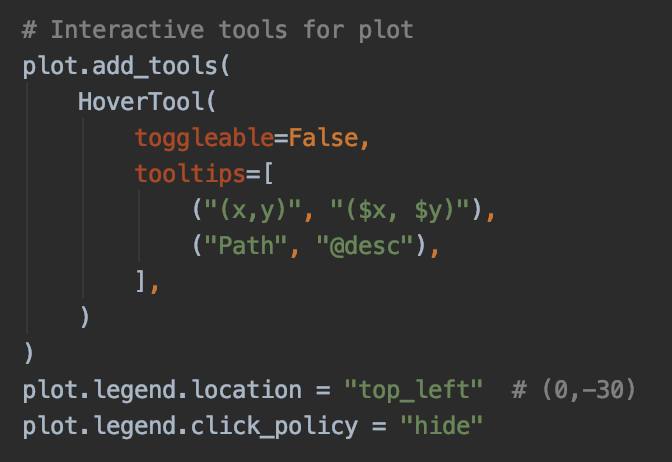 # Interactive tools for plot
plot.add_tools(
    HoverTool(
        toggleable=False,
        tooltips=[
            ("(x,y)", "($x, $y)"),
            ("Path", "@desc"),
        ],
    )
)
plot.legend.location = "top_left"  # (0,-30)
plot.legend.click_policy = "hide"